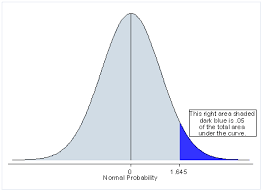 This right area shaded
dark blue is .05
of the total area
under the curve.
0
1.645
Normal Probability